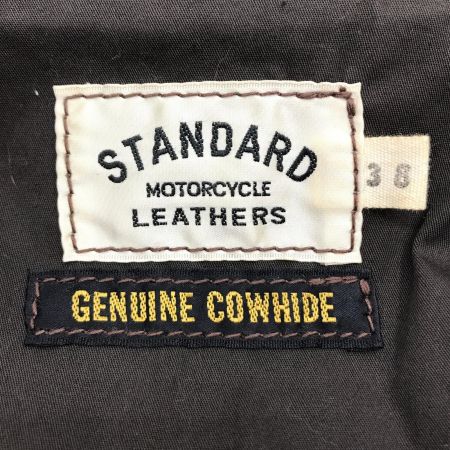 STANDARD
MOTORCYCLE
LEATHERS
38
GENUINE COWHIDE